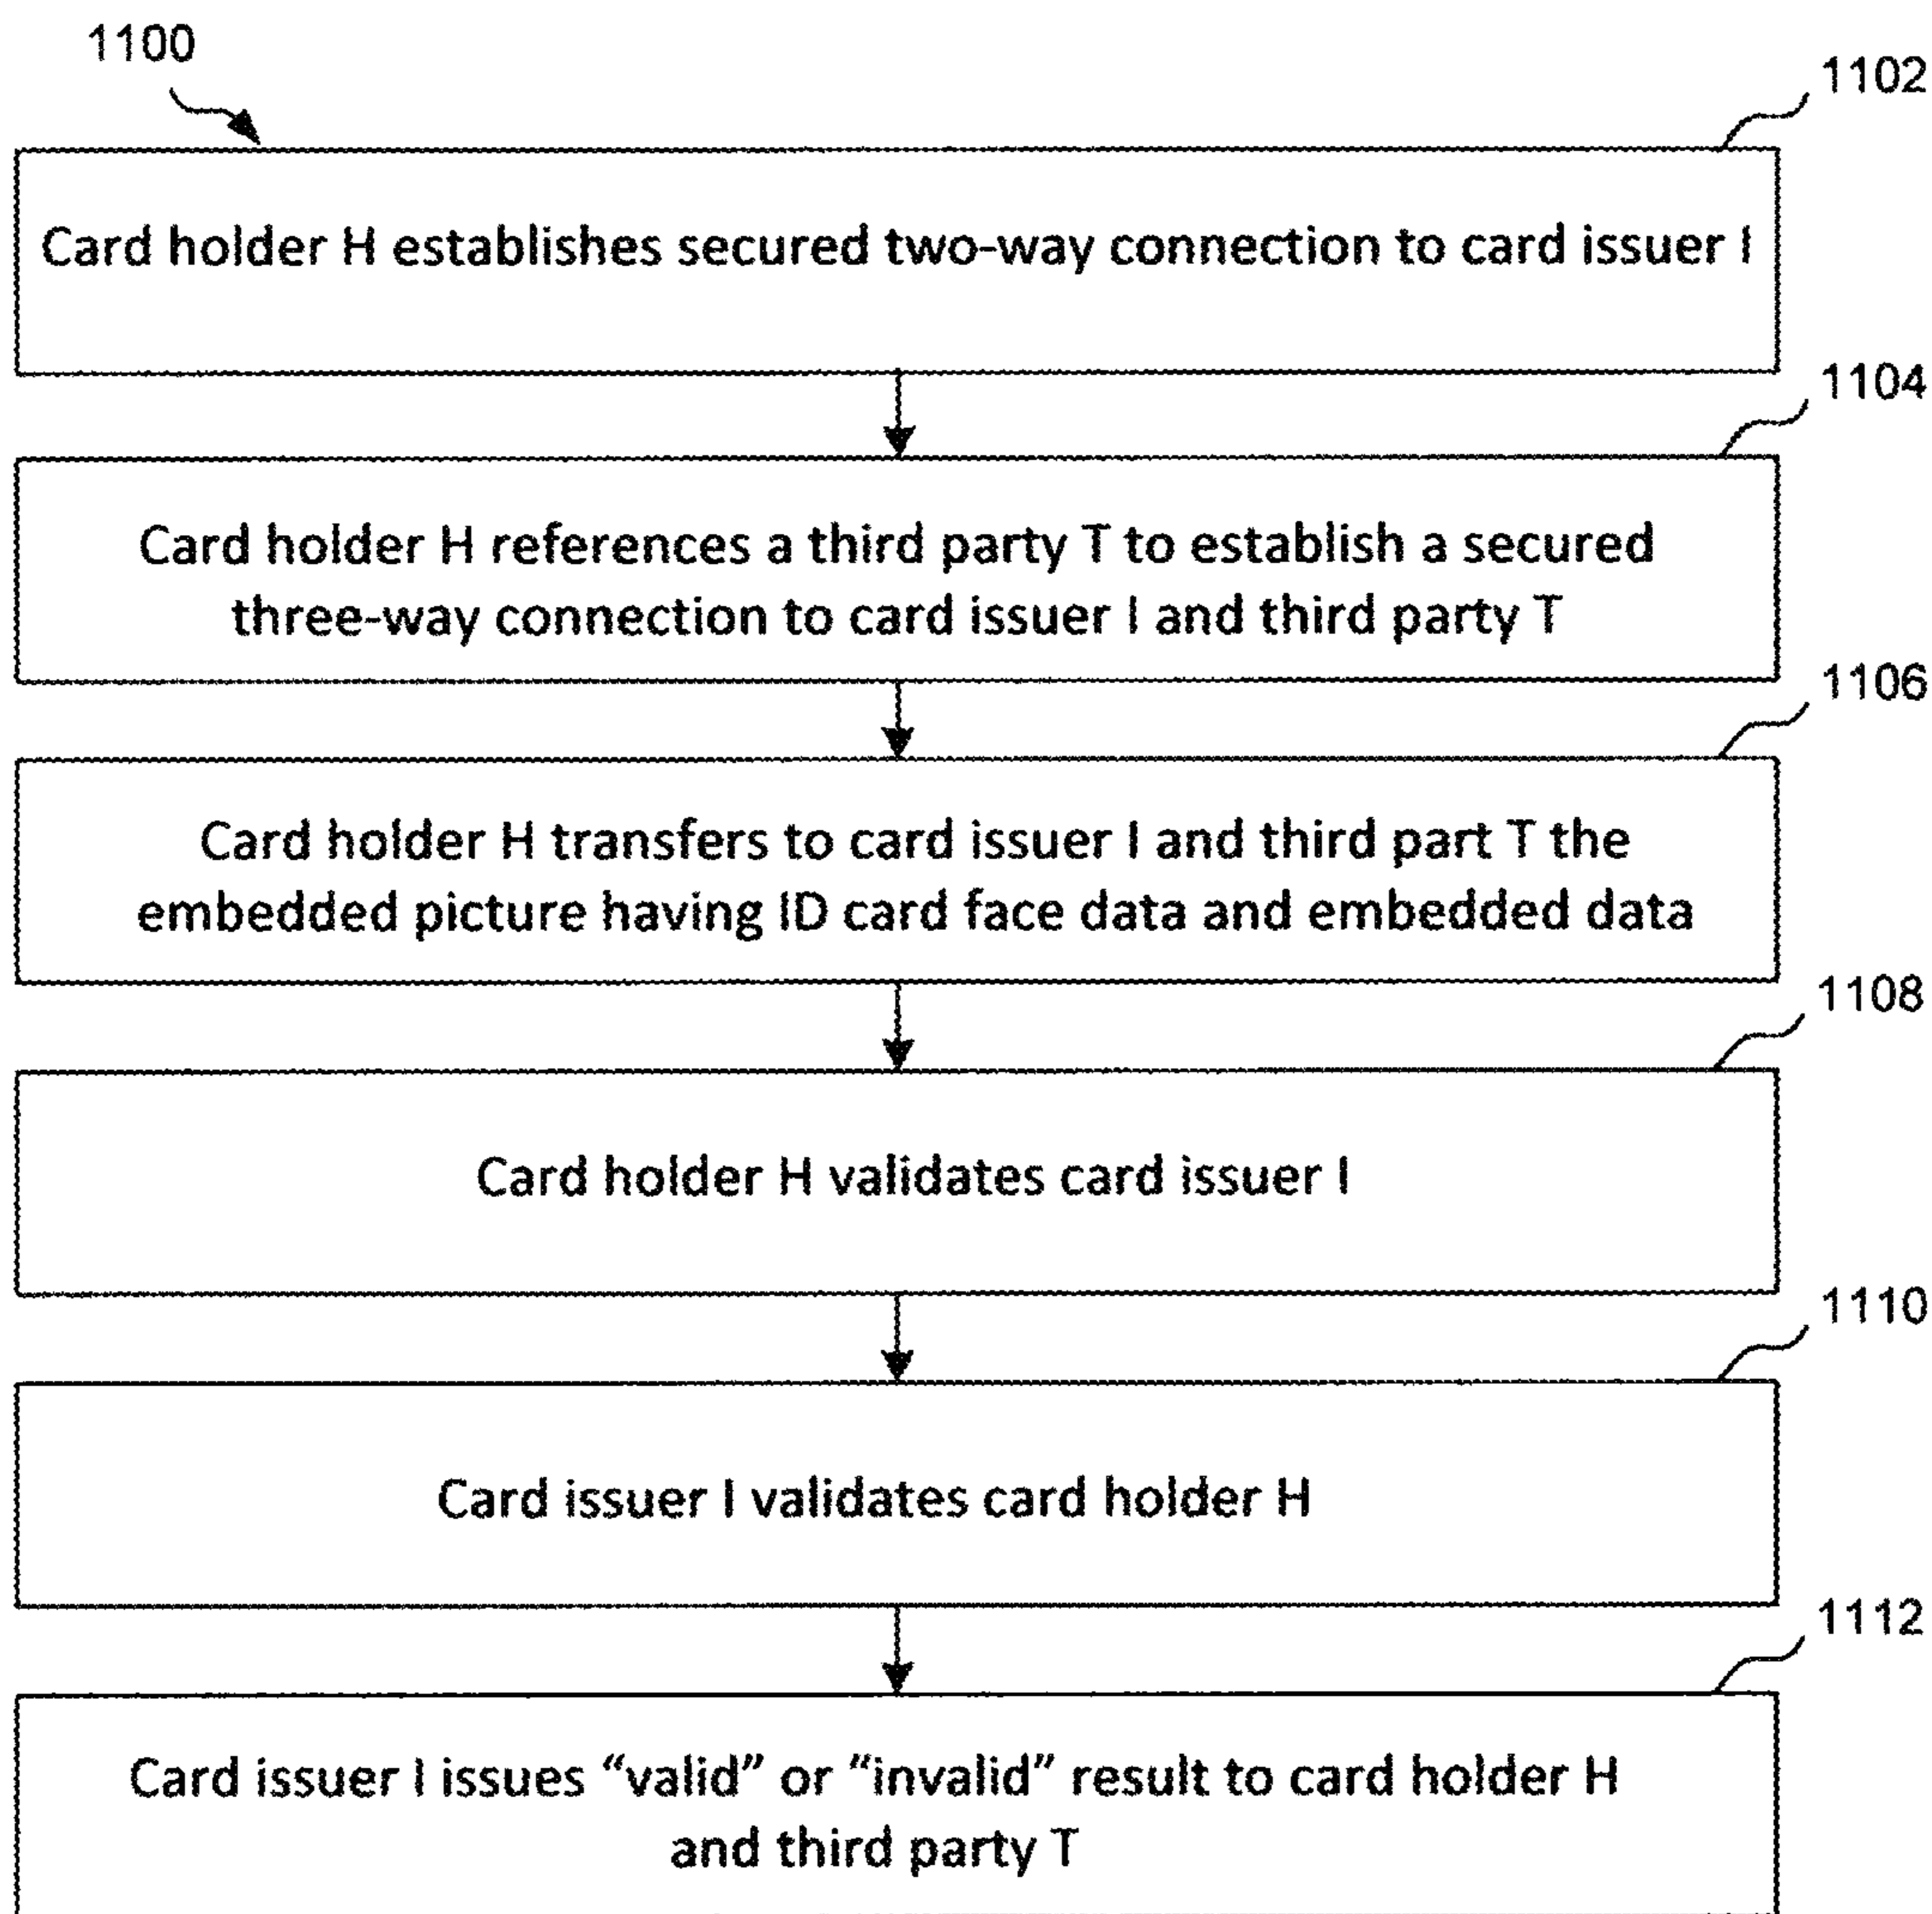 1100
1102
Card holder H establishes secured two-way connection to card issuer I
1104
Card holder H references a third party T to establish a secured
three-way connection to card issuer I and third party T
1106
Card holder H transfers to card issuer I and third part T the
embedded picture having ID card face data and embedded data
1108
Card holder H validates card issuer I
1110
Card issuer I validates card holder H
1112
Card issuer I issues “valid” or “invalid” result to card holder H
and third party T